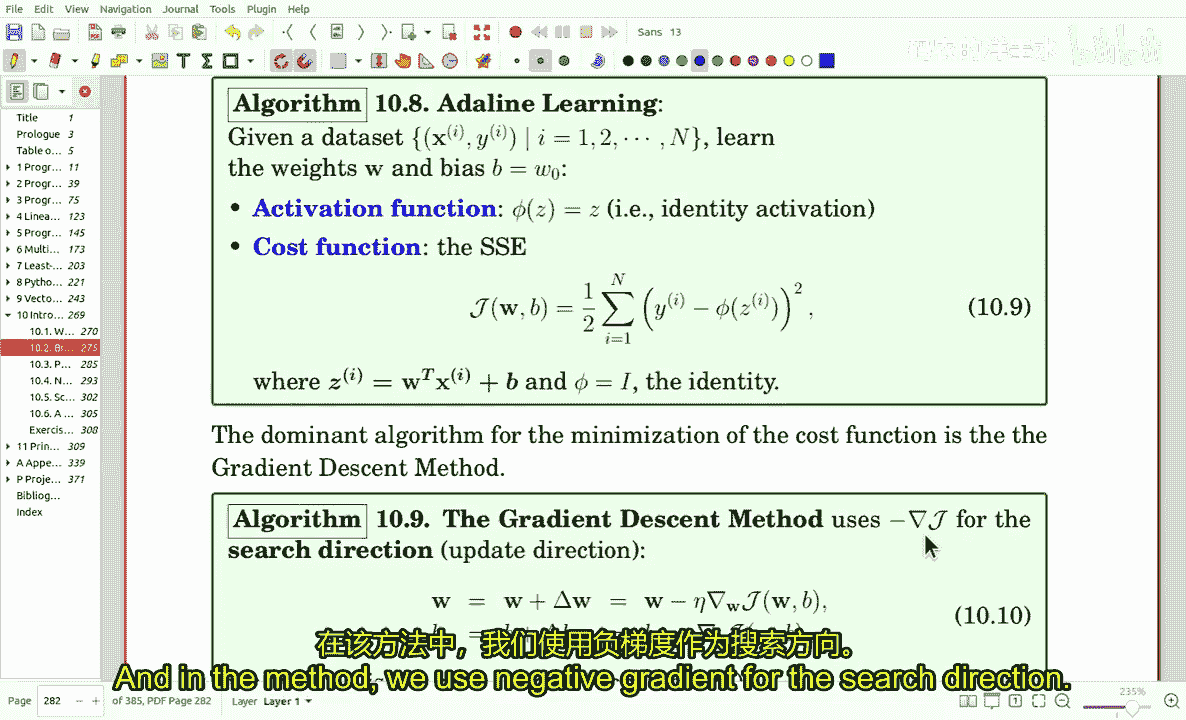 File Edit View Navigation Journal Tools Plugin Help
Sans 13
Title 1
Prologue 3
Table o... 5
1 Progr... 11
2 Progr... 39
3 Progr... 75
4 Linea... 123
5 Progr... 145
6 Multi... 173
7 Least-... 203
8 Pytho... 221
9 Vecto... 243
10 Intro... 269
10.1. W... 270
10.2. Bi... 275
10.3. P... 285
10.4. N... 293
10.5. Sc... 302
10.6. A ... 305
Exercis... 308
11 Prin... 309
A Appe... 339
P Proje... 371
Bibliog...
Index
Algorithm 10.8. Adaline Learning:
Given a dataset {(x^(i), y^(i)) | i = 1, 2, ⋯ , N}, learn
the weights w and bias b = w₀:
• Activation function: ϕ(z) = z (i.e., identity activation)
• Cost function: the SSE
𝒥(w, b) = 1/2 ∑_{i=1}^{N} (y^(i) − ϕ(z^(i)))², (10.9)
where z^(i) = w^T x^(i) + b and ϕ = I, the identity.
The dominant algorithm for the minimization of the cost function is the the
Gradient Descent Method.
Algorithm 10.9. The Gradient Descent Method uses −∇𝒥 for the
search direction (update direction):
w = w + Δw = w − η∇_w 𝒥(w, b),
(10.10)
在该方法中，我们使用负梯度作为搜索方向。
And in the method, we use negative gradient for the search direction.
Page 282 of 385, PDF Page 282 Layer Layer 1 235%